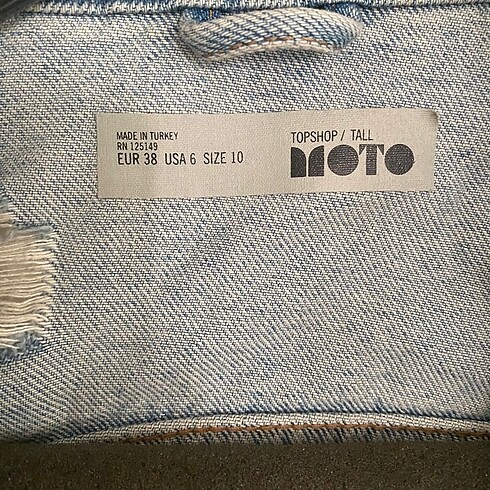 MADE IN TURKEY
RN 125149
EUR 38 USA 6 SIZE 10
TOPSHOP / TALL
MOTO